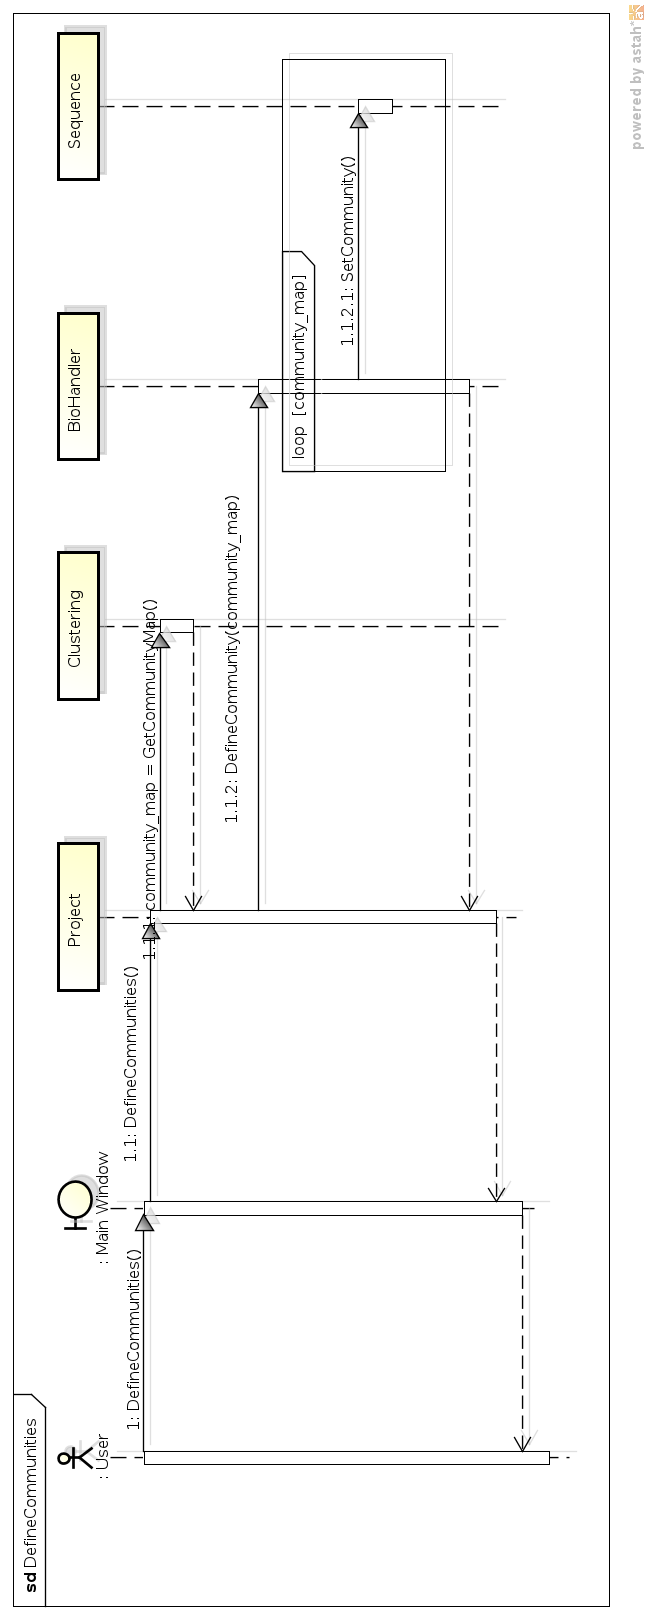 sd DefineCommunities
: User
: Main Window
Project
Clustering
BioHandler
Sequence
1: DefineCommunities()
1.1: DefineCommunities()
1.1.1: community_map = GetCommunityMap()
1.1.2: DefineCommunity(community_map)
loop [community_map]
1.1.2.1: SetCommunity()
powered by astah*